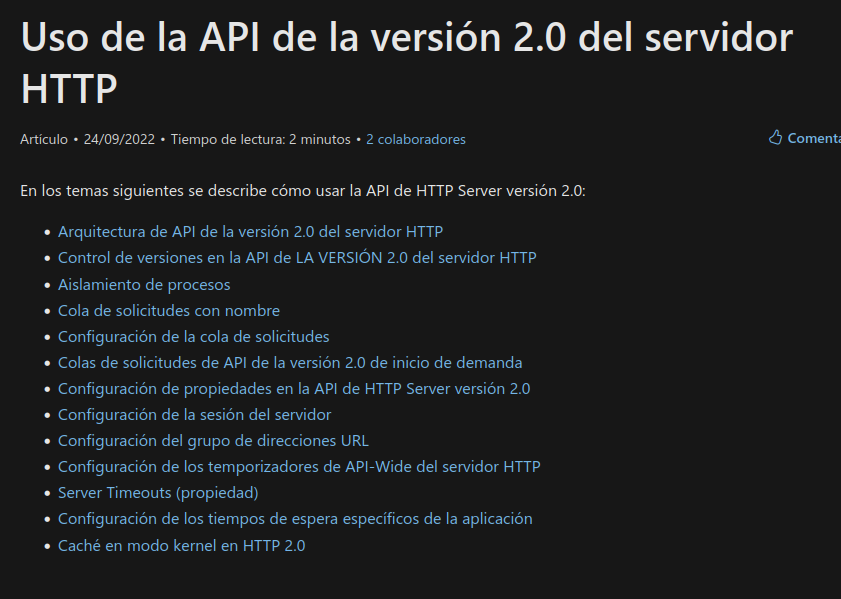 Uso de la API de la versión 2.0 del servidor
HTTP
Artículo • 24/09/2022 • Tiempo de lectura: 2 minutos • 2 colaboradores
Comenta
En los temas siguientes se describe cómo usar la API de HTTP Server versión 2.0:
• Arquitectura de API de la versión 2.0 del servidor HTTP
• Control de versiones en la API de LA VERSIÓN 2.0 del servidor HTTP
• Aislamiento de procesos
• Cola de solicitudes con nombre
• Configuración de la cola de solicitudes
• Colas de solicitudes de API de la versión 2.0 de inicio de demanda
• Configuración de propiedades en la API de HTTP Server versión 2.0
• Configuración de la sesión del servidor
• Configuración del grupo de direcciones URL
• Configuración de los temporizadores de API-Wide del servidor HTTP
• Server Timeouts (propiedad)
• Configuración de los tiempos de espera específicos de la aplicación
• Caché en modo kernel en HTTP 2.0